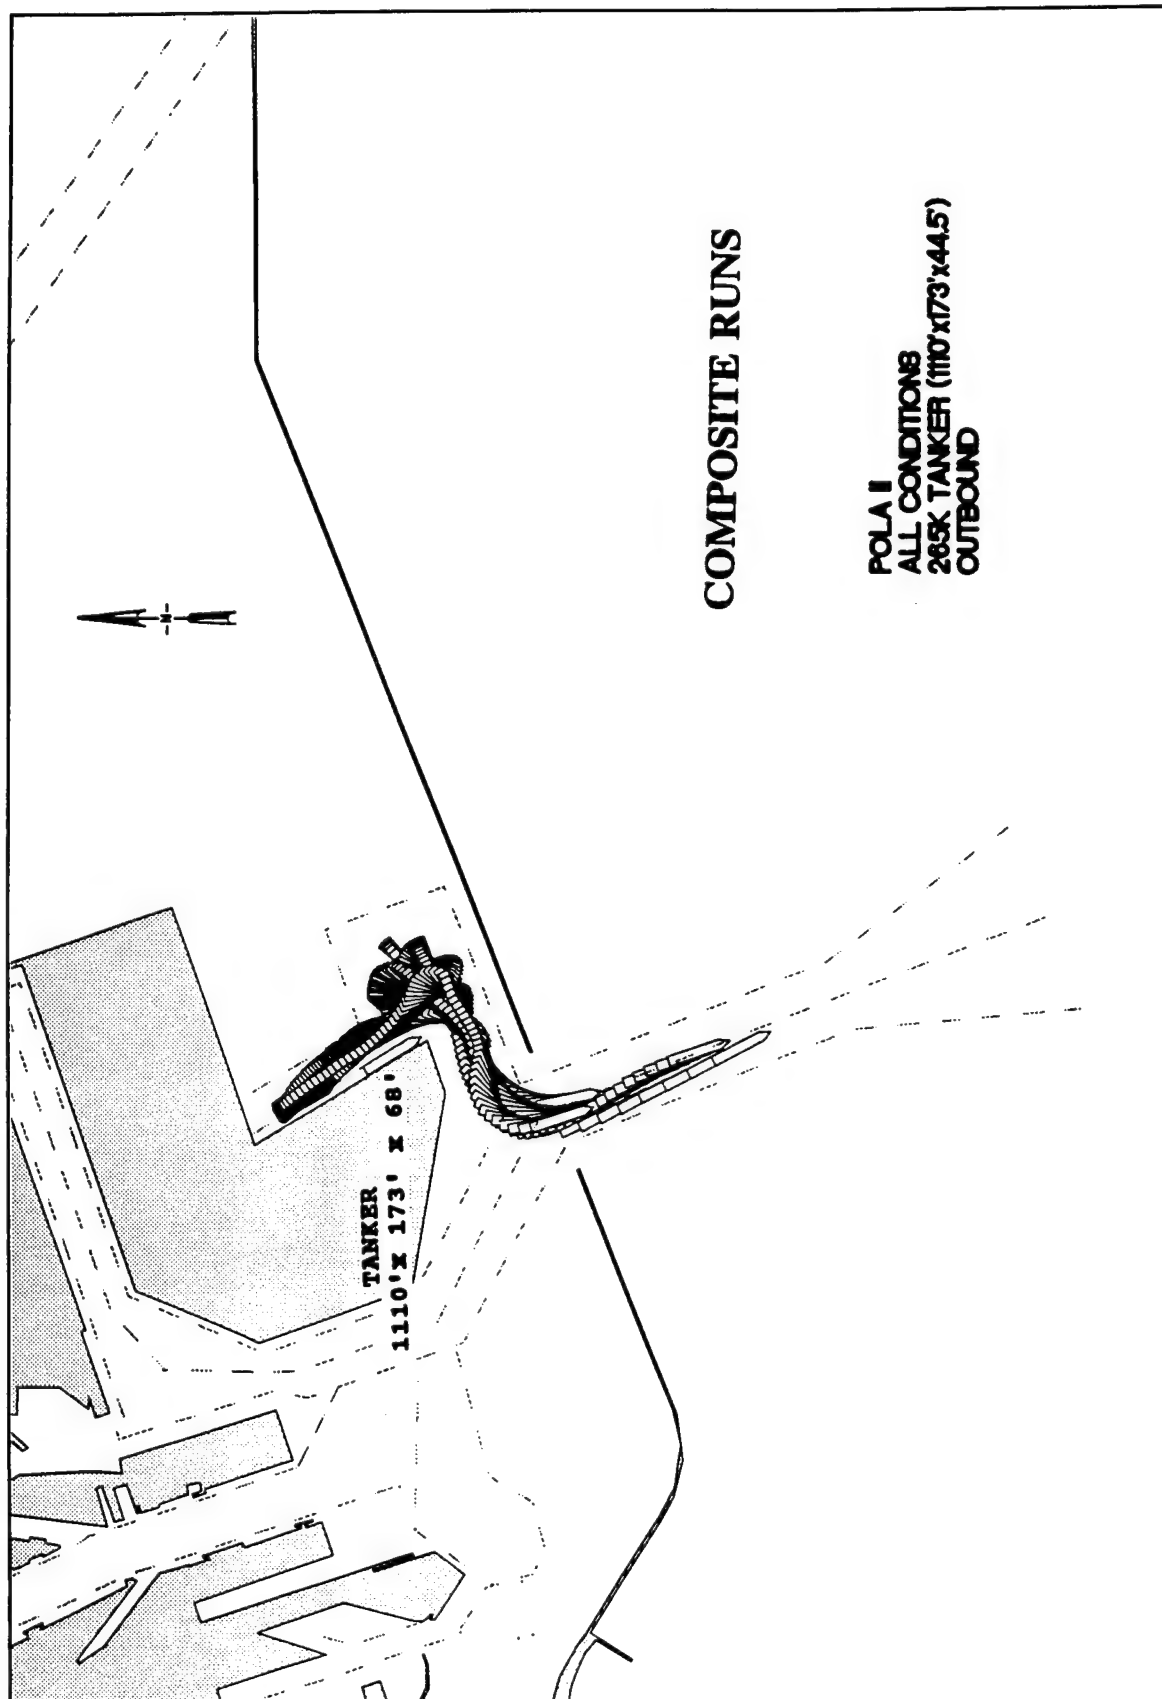 COMPOSITE RUNS
POLA II
ALL CONDITIONS
265K TANKER (1110'x173'x44.5')
OUTBOUND
TANKER
1110'X 173' X 68'
N